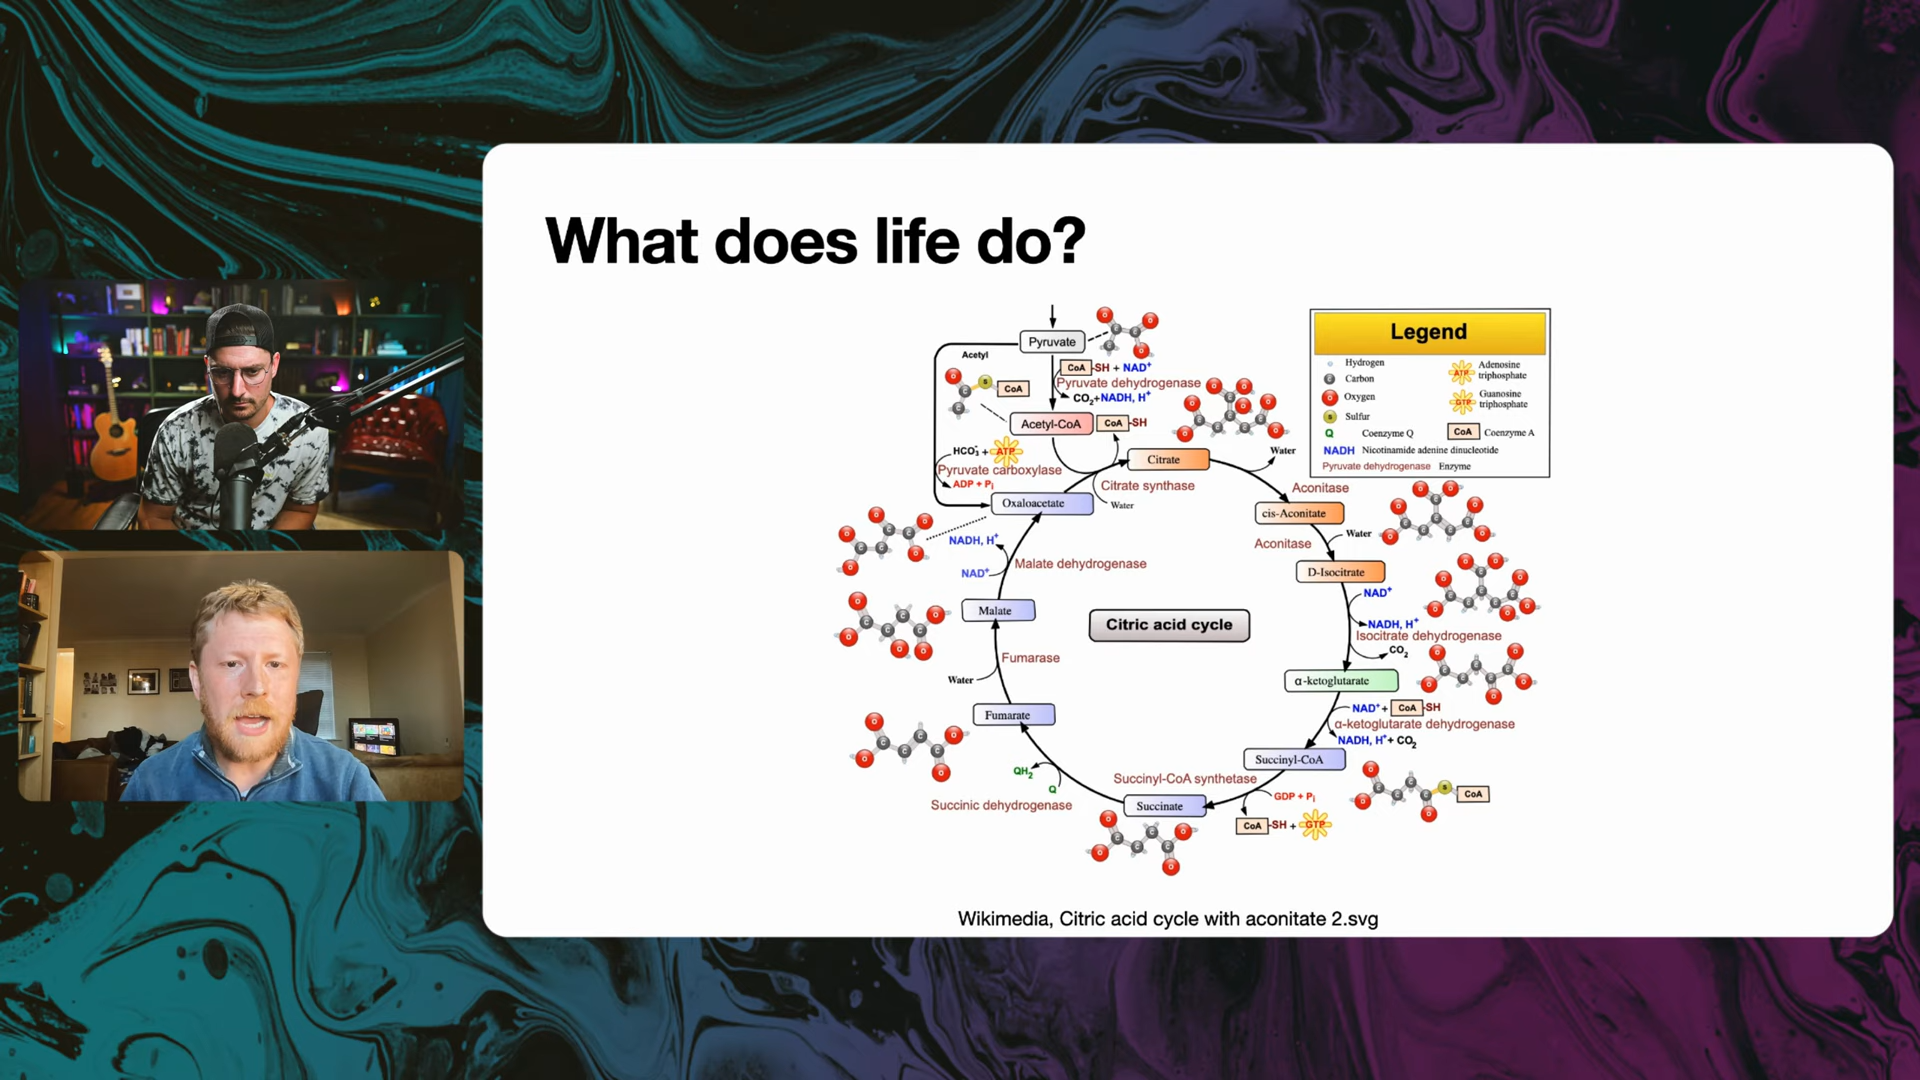 What does life do?
Pyruvate
Acetyl
CoA -SH + NAD+
Pyruvate dehydrogenase
CO2+NADH, H+
S CoA
Acetyl-CoA
CoA -SH
HCO3- + ATP
Pyruvate carboxylase
ADP + Pi
Citrate
Water
Citrate synthase
Water
Oxaloacetate
Aconitase
cis-Aconitate
Water
Aconitase
D-Isocitrate
NAD+
NADH, H+
Isocitrate dehydrogenase
CO2
α-ketoglutarate
NAD+ + CoA -SH
α-ketoglutarate dehydrogenase
NADH, H+ + CO2
Succinyl-CoA
S CoA
Succinyl-CoA synthetase
GDP + Pi
CoA -SH + GTP
Succinate
QH2
Q
Succinic dehydrogenase
Fumarate
Water
Fumarase
Malate
NADH, H+
NAD+
Malate dehydrogenase
Citric acid cycle
Legend
Hydrogen
C Carbon
O Oxygen
S Sulfur
Q Coenzyme Q
ATP Adenosine triphosphate
GTP Guanosine triphosphate
CoA Coenzyme A
NADH Nicotinamide adenine dinucleotide
Pyruvate dehydrogenase Enzyme
Wikimedia, Citric acid cycle with aconitate 2.svg